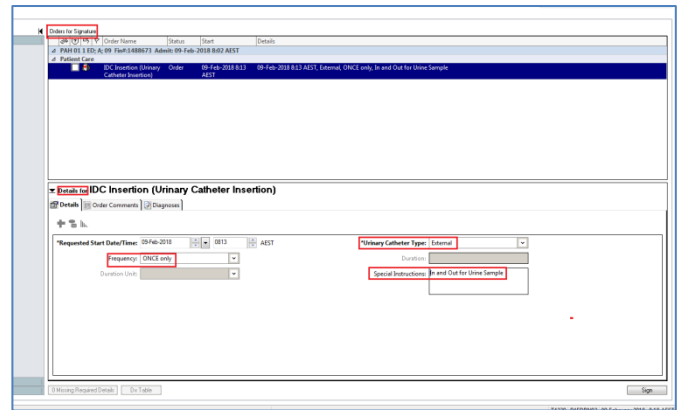 Orders for Signature
Order Name Status Start Details
PAH 01 1 ED; A; 09 Fin#:1488673 Admit: 09-Feb-2018 8:02 AEST
Patient Care
IDC Insertion (Urinary Order 09-Feb-2018 8:13 09-Feb-2018 8:13 AEST, External, ONCE only, In and Out for Urine Sample
Catheter Insertion) AEST
Details for IDC Insertion (Urinary Catheter Insertion)
Details Order Comments Diagnoses
*Requested Start Date/Time: 09-Feb-2018 0813 AEST *Urinary Catheter Type: External
Frequency: ONCE only Duration:
Duration Unit: Special Instructions: In and Out for Urine Sample
0 Missing Required Details Dx Table Sign